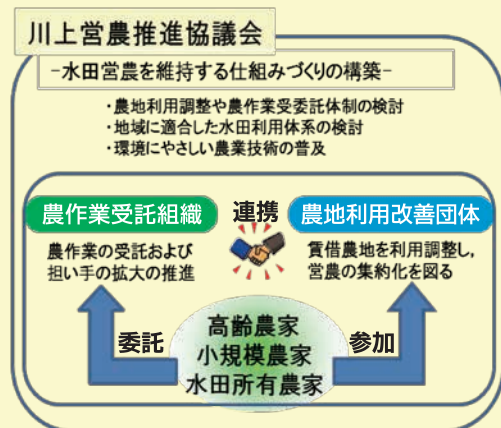 川上営農推進協議会
-水田営農を維持する仕組みづくりの構築-
・農地利用調整や農作業受委託体制の検討
・地域に適合した水田利用体系の検討
・環境にやさしい農業技術の普及
農作業受託組織
連携
農地利用改善団体
農作業の受託および
担い手の拡大の推進
賃借農地を利用調整し,
営農の集約化を図る
委託
高齢農家
小規模農家
水田所有農家
参加